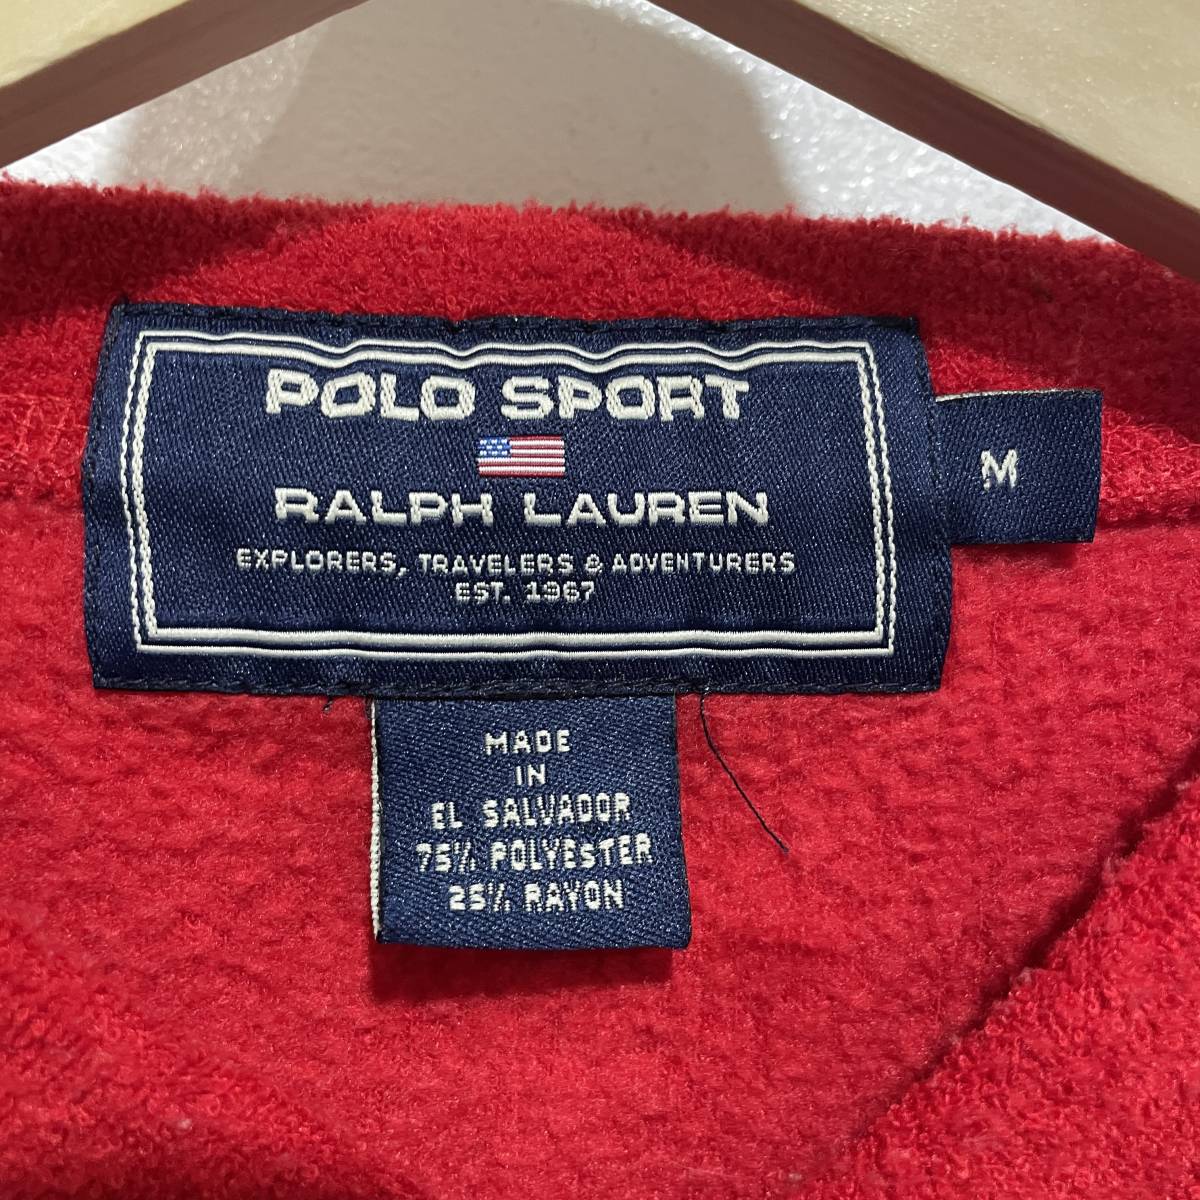 POLO SPORT
RALPH LAUREN
EXPLORERS, TRAVELERS & ADVENTURERS
EST. 1967
M
MADE
IN
EL SALVADOR
75% POLYESTER
25% RAYON